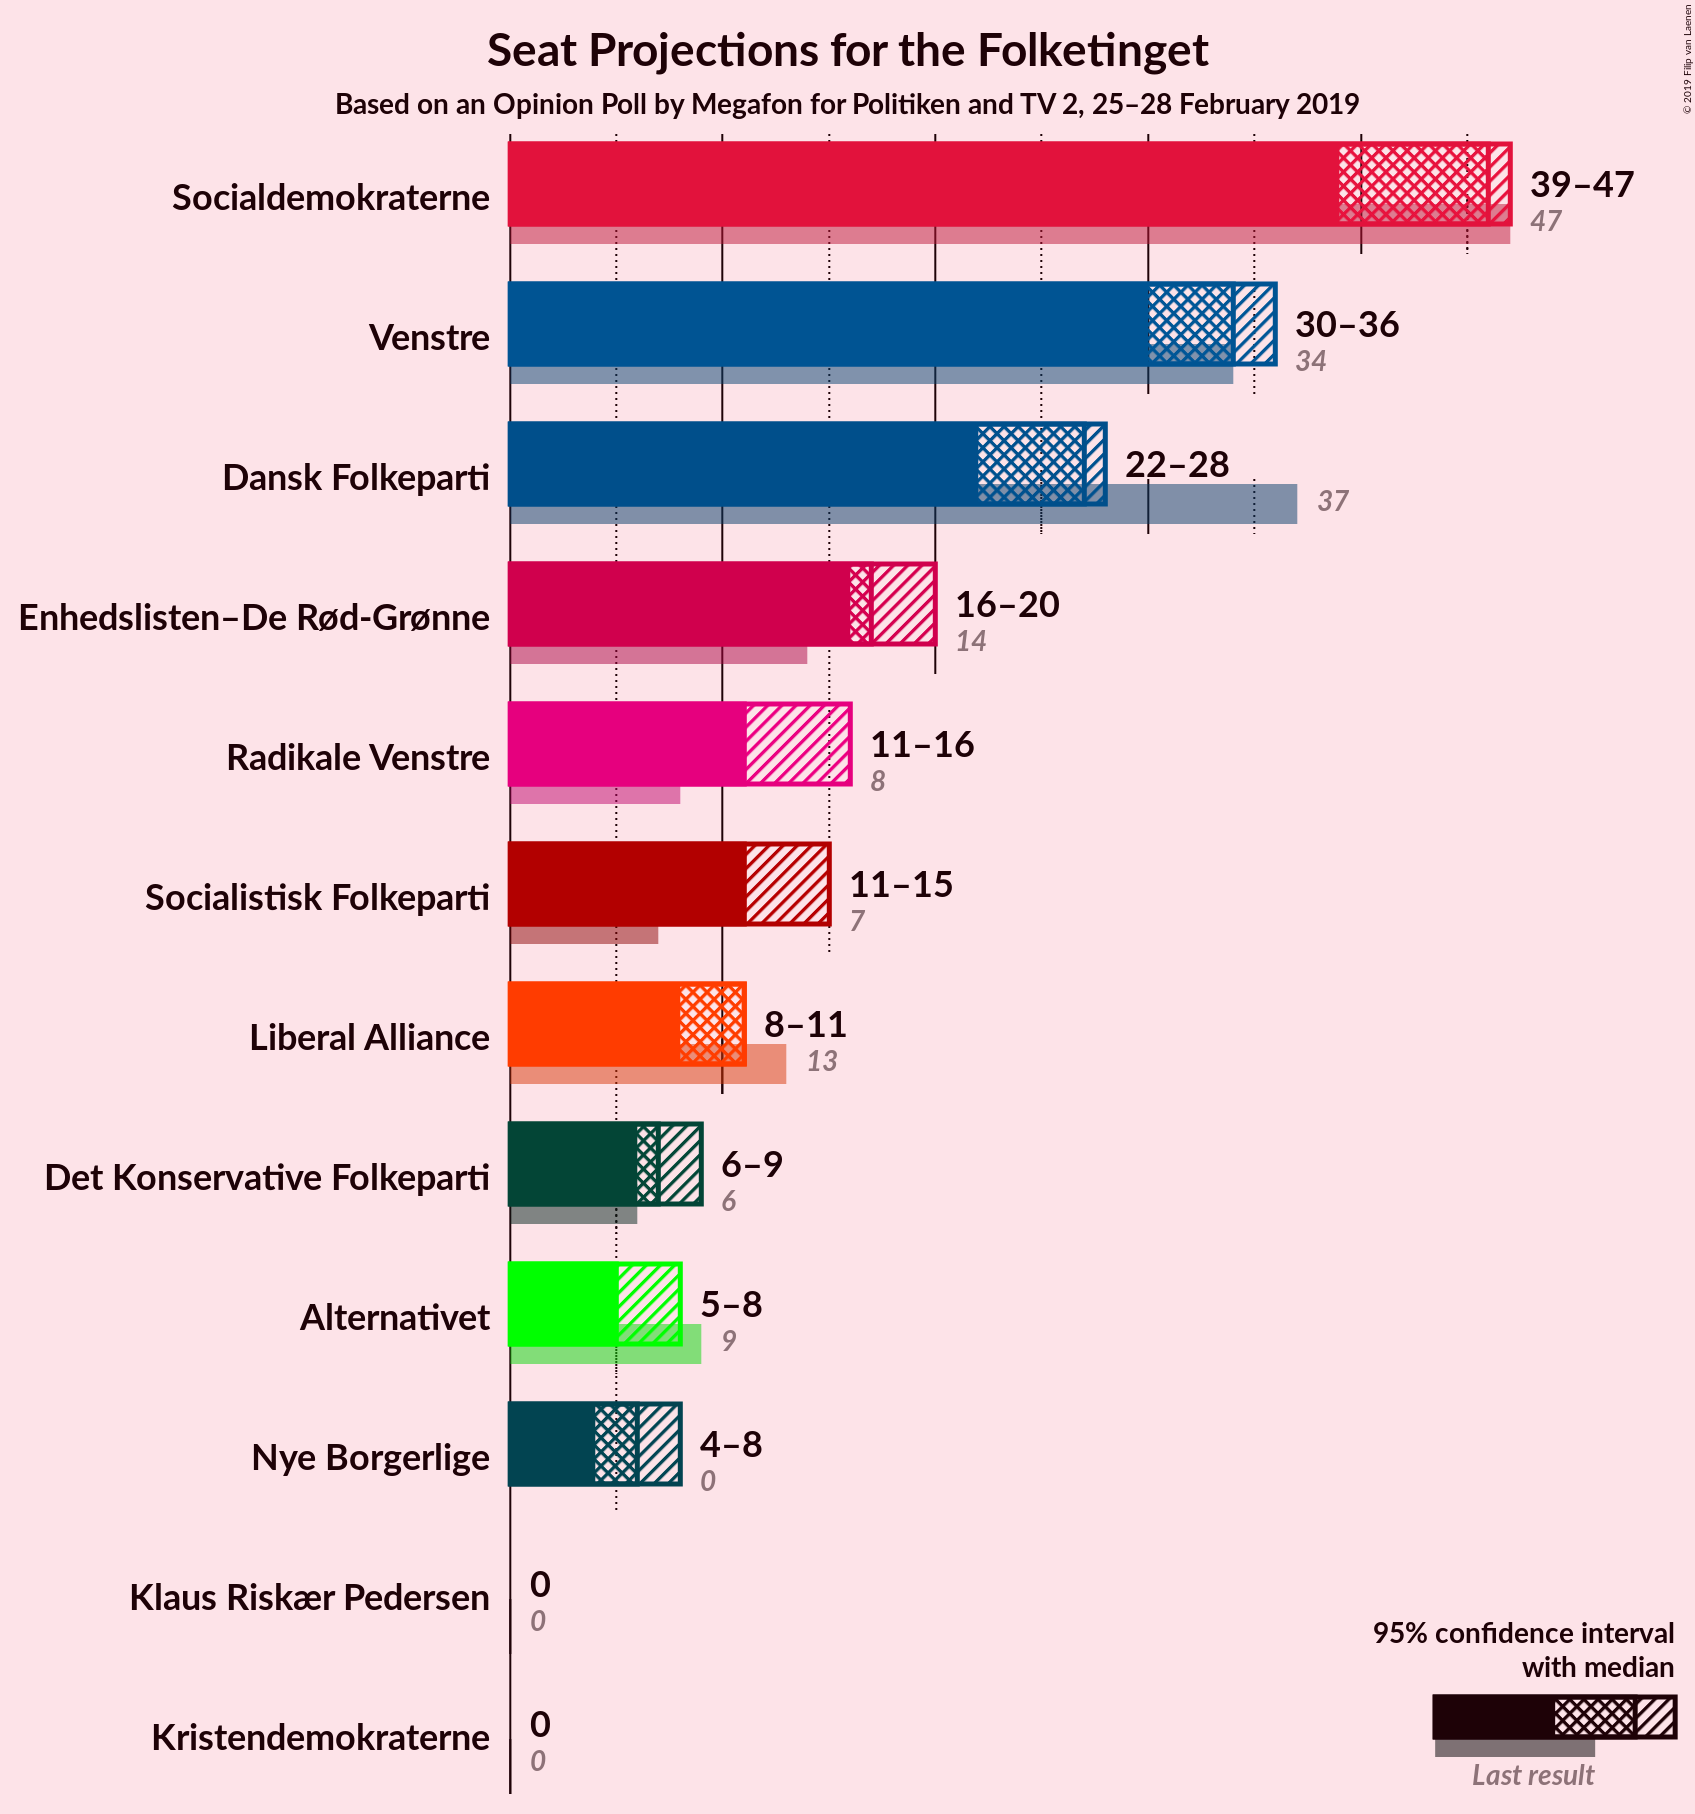 Seat Projections for the Folketinget
Based on an Opinion Poll by Megafon for Politiken and TV 2, 25–28 February 2019
© 2019 Filip van Laenen
Socialdemokraterne
39–47
47
Venstre
30–36
34
Dansk Folkeparti
22–28
37
Enhedslisten–De Rød-Grønne
16–20
14
Radikale Venstre
11–16
8
Socialistisk Folkeparti
11–15
7
Liberal Alliance
8–11
13
Det Konservative Folkeparti
6–9
6
Alternativet
5–8
9
Nye Borgerlige
4–8
0
Klaus Riskær Pedersen
0
0
Kristendemokraterne
0
0
95% confidence interval
with median
Last result